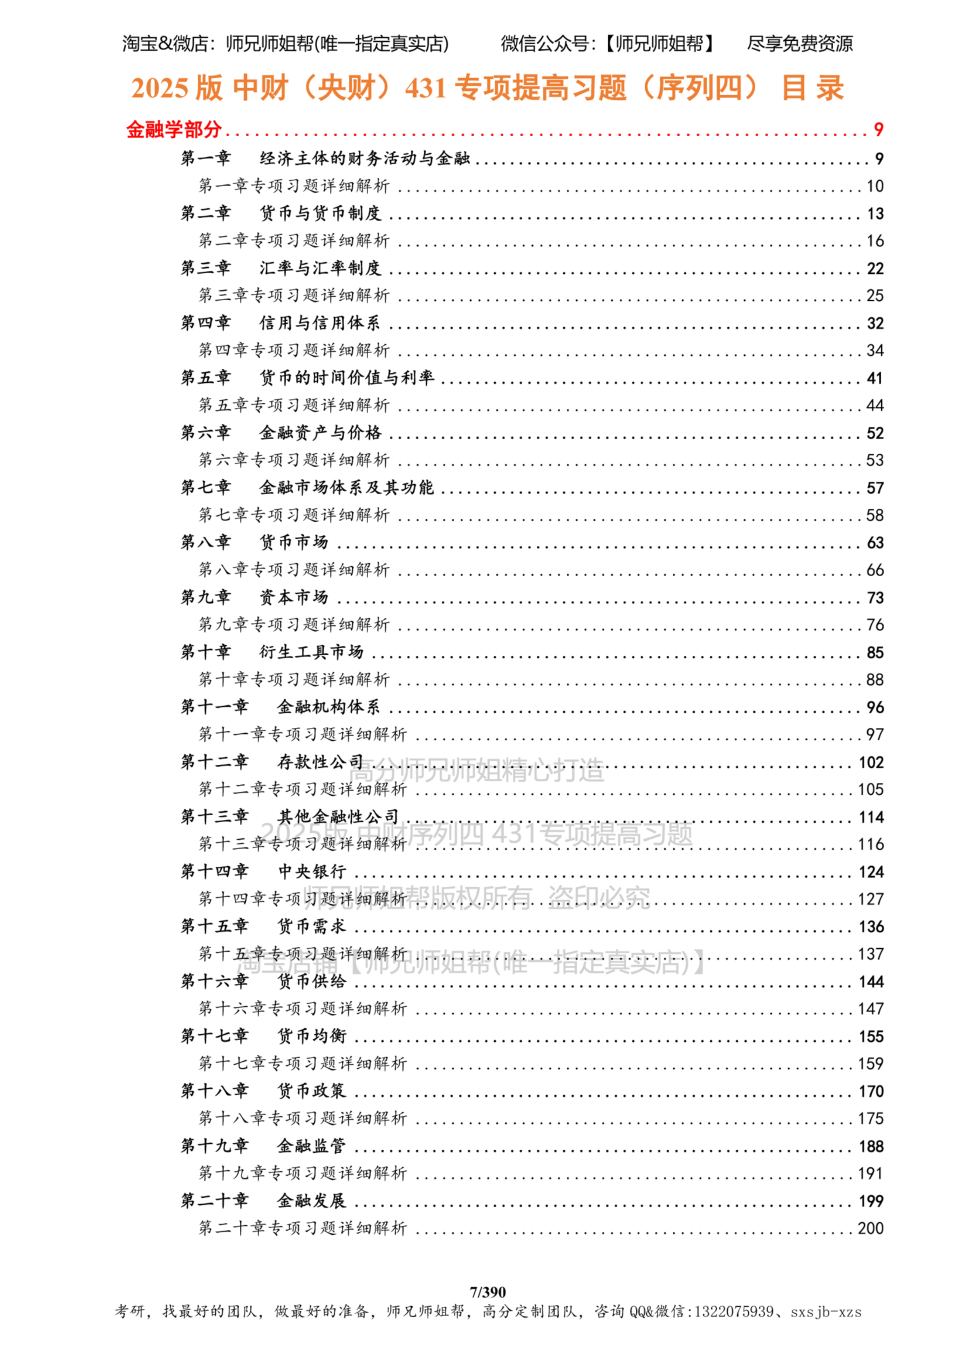 淘宝&微店：师兄师姐帮(唯一指定真实店) 微信公众号：【师兄师姐帮】 尽享免费资源
2025 版 中财（央财）431 专项提高习题（序列四） 目 录
金融学部分 9
第一章 经济主体的财务活动与金融 9
第一章专项习题详细解析 10
第二章 货币与货币制度 13
第二章专项习题详细解析 16
第三章 汇率与汇率制度 22
第三章专项习题详细解析 25
第四章 信用与信用体系 32
第四章专项习题详细解析 34
第五章 货币的时间价值与利率 41
第五章专项习题详细解析 44
第六章 金融资产与价格 52
第六章专项习题详细解析 53
第七章 金融市场体系及其功能 57
第七章专项习题详细解析 58
第八章 货币市场 63
第八章专项习题详细解析 66
第九章 资本市场 73
第九章专项习题详细解析 76
第十章 衍生工具市场 85
第十章专项习题详细解析 88
第十一章 金融机构体系 96
第十一章专项习题详细解析 97
第十二章 存款性公司 102
高分师兄师姐精心打造
第十二章专项习题详细解析 105
第十三章 其他金融性公司 114
2025版 中财序列四 431专项提高习题
第十三章专项习题详细解析 116
第十四章 中央银行 124
师兄师姐帮版权所有 盗印必究
第十四章专项习题详细解析 127
第十五章 货币需求 136
第十五章专项习题详细解析 137
淘宝店铺【师兄师姐帮(唯一指定真实店)】
第十六章 货币供给 144
第十六章专项习题详细解析 147
第十七章 货币均衡 155
第十七章专项习题详细解析 159
第十八章 货币政策 170
第十八章专项习题详细解析 175
第十九章 金融监管 188
第十九章专项习题详细解析 191
第二十章 金融发展 199
第二十章专项习题详细解析 200
7/390
考研，找最好的团队，做最好的准备，师兄师姐帮，高分定制团队，咨询 QQ&微信:1322075939、sxsjb-xzs